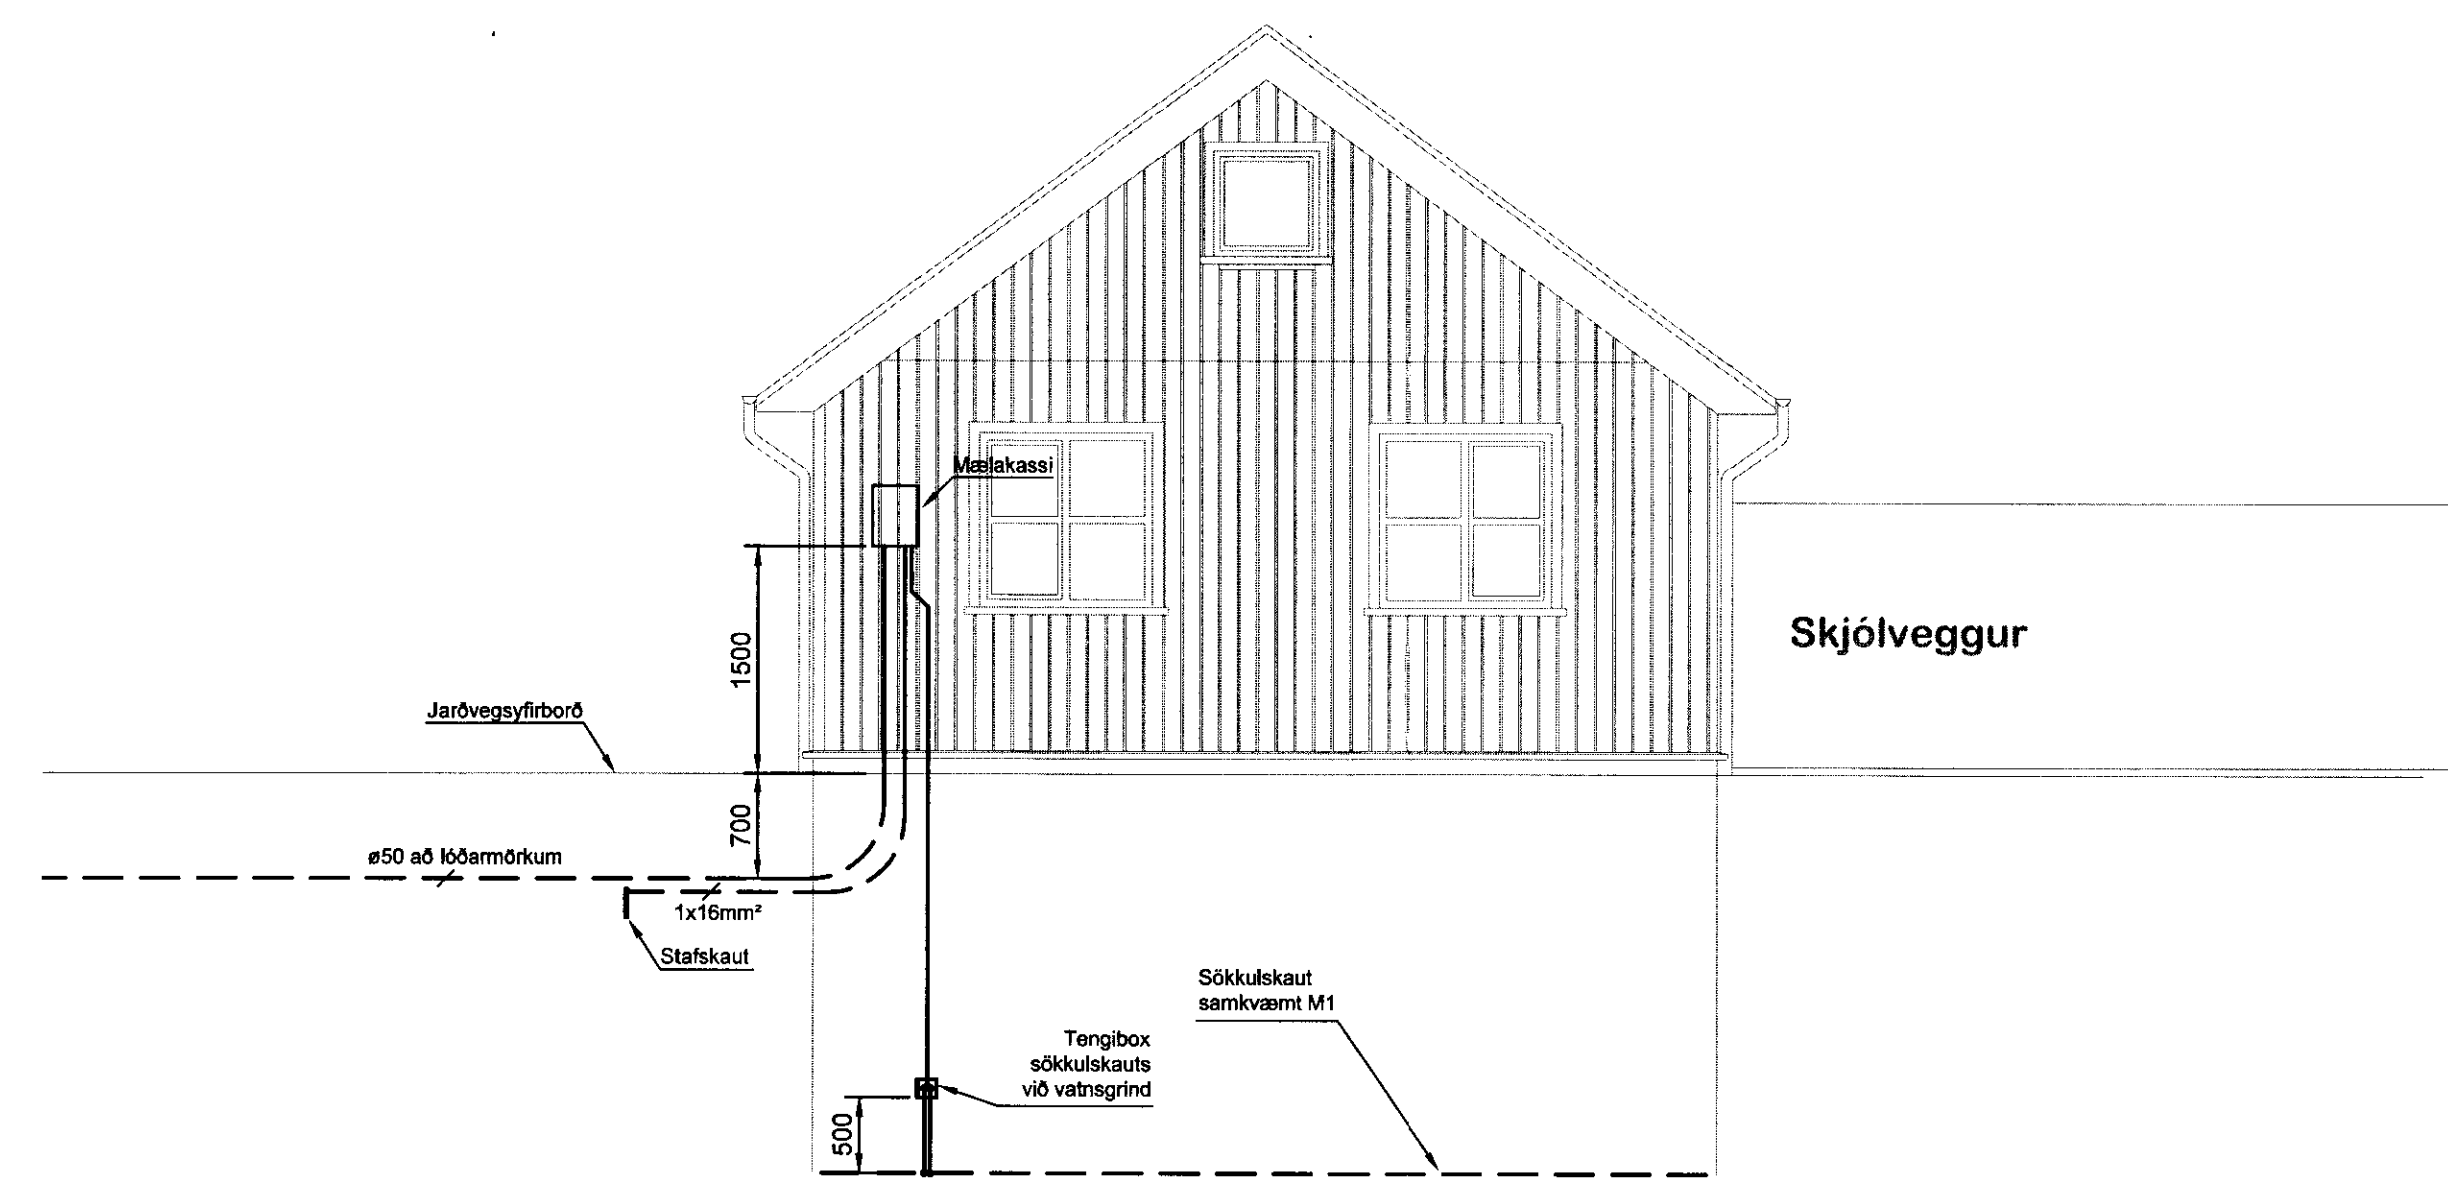 Mælakassi
Skjólveggur
1500
Jarðvegsyfirborð
700
ø50 að lóðarmörkum
1x16mm²
Stafskaut
Sökkulskaut
samkvæmt M1
Tengibox
sökkulskauts
við vatnsgrind
500